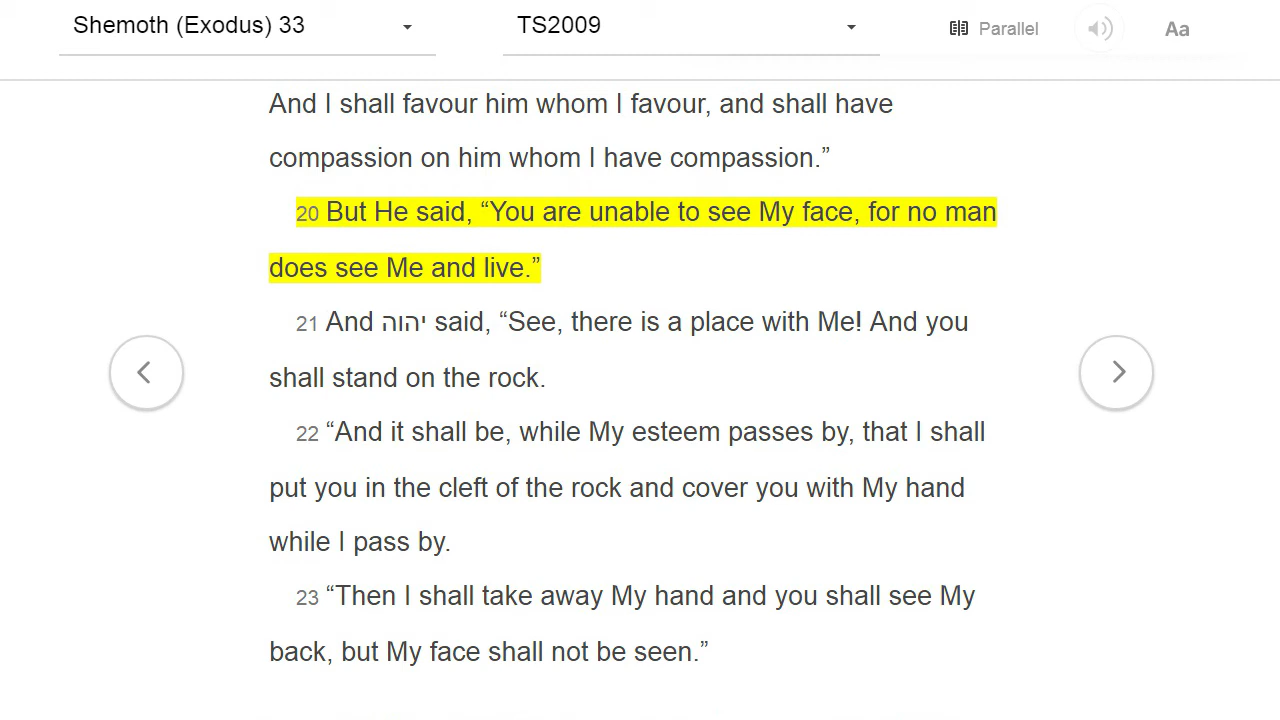 Shemoth (Exodus) 33
TS2009
Parallel
Aa
And I shall favour him whom I favour, and shall have
compassion on him whom I have compassion.”
20 But He said, “You are unable to see My face, for no man
does see Me and live.”
21 And יהוה said, “See, there is a place with Me! And you
shall stand on the rock.
22 “And it shall be, while My esteem passes by, that I shall
put you in the cleft of the rock and cover you with My hand
while I pass by.
23 “Then I shall take away My hand and you shall see My
back, but My face shall not be seen.”